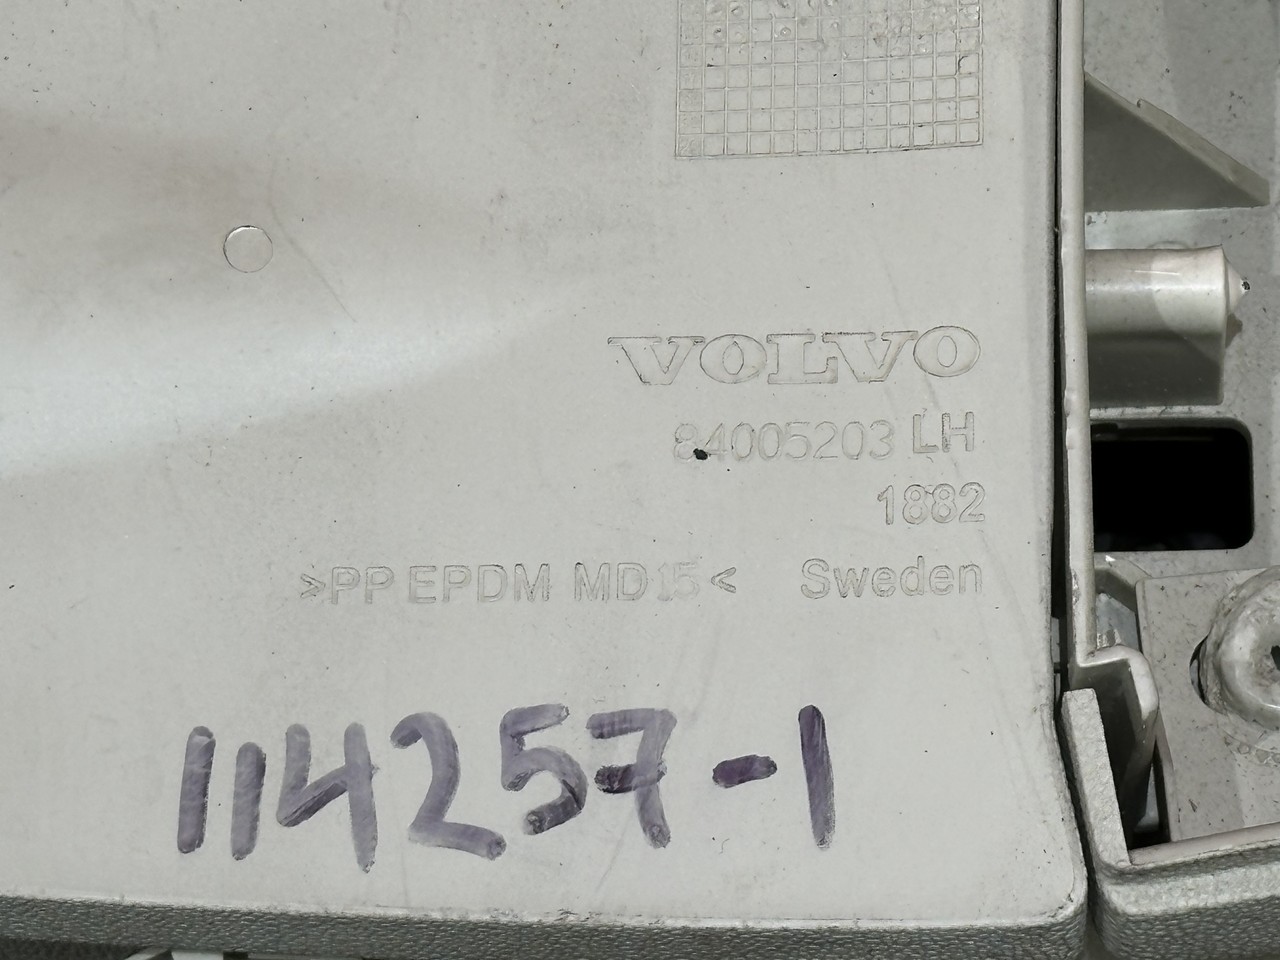 VOLVO
84005203 LH
1882
>PP EPDM MD15< Sweden
114257-1